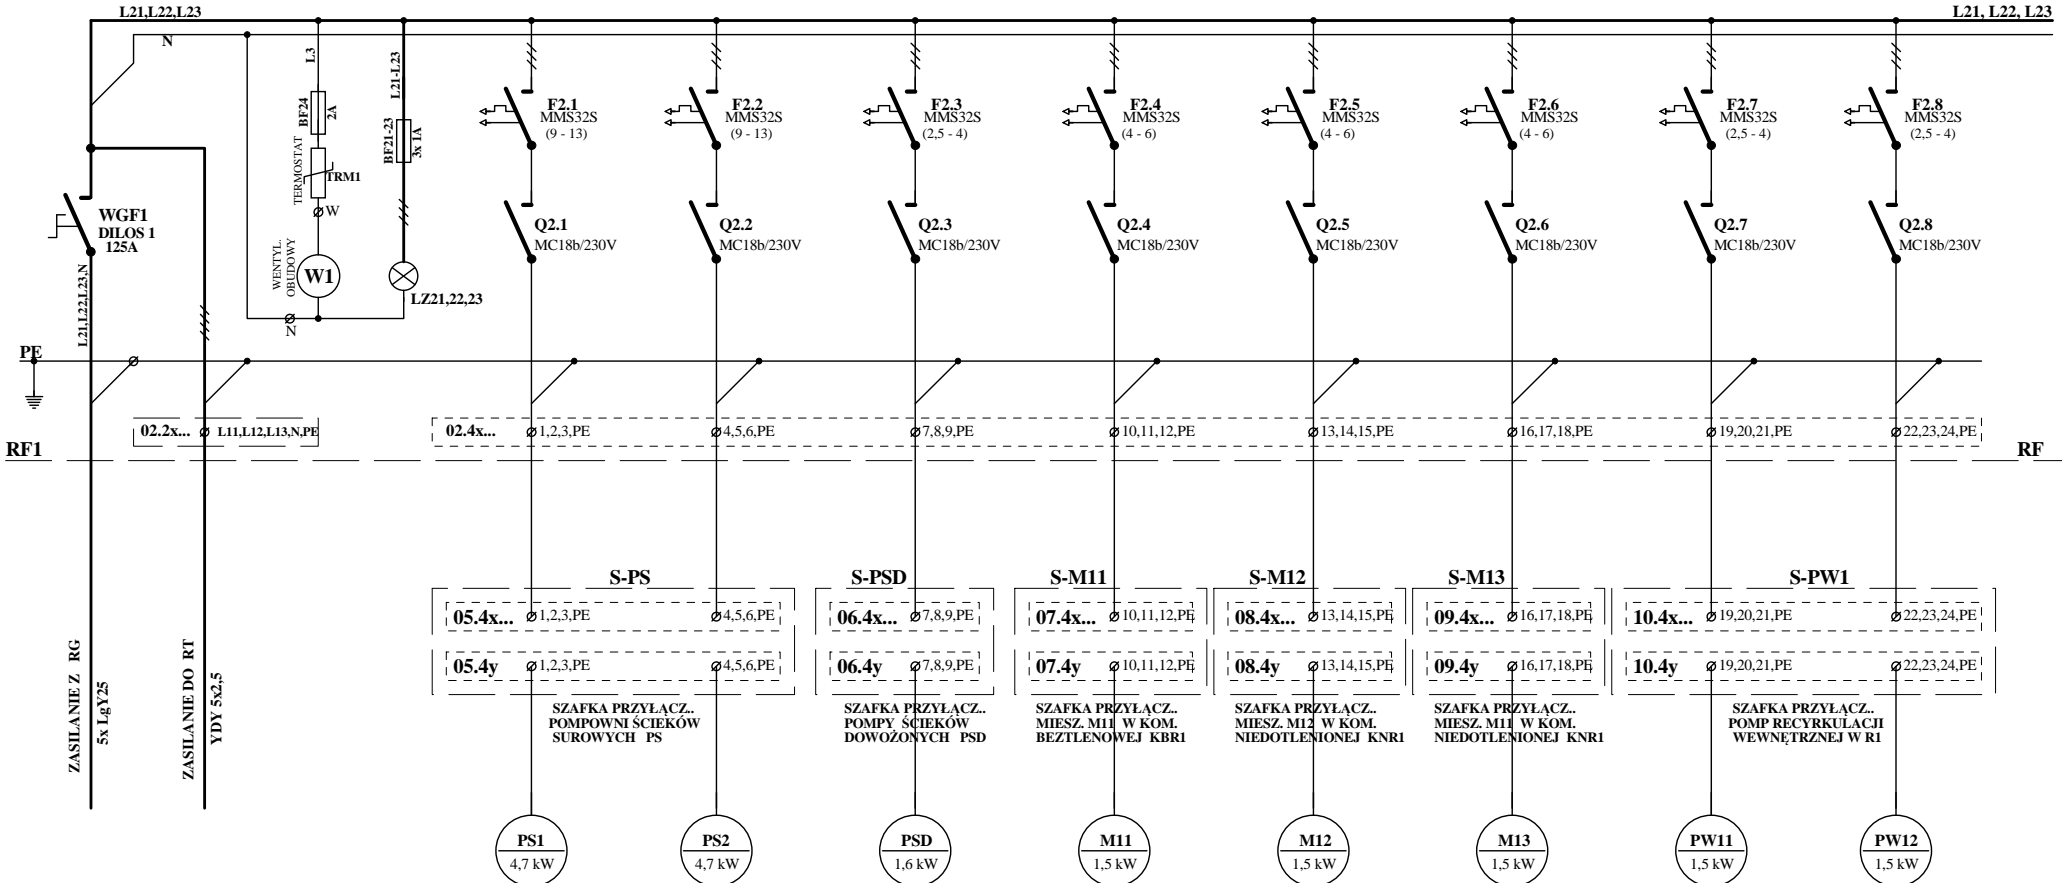 L21,L22,L23
L21, L22, L23
N
L3
BF24
2A
TERMOSTAT
TRM1
W
WENTYL.
OBUDOWY
W1
N
L21-L23
BF21-23
3x 1A
LZ21,22,23
WGF1
DILOS 1
125A
L21,L22,L23,N
F2.1
MMS32S
(9 - 13)
F2.2
MMS32S
(9 - 13)
F2.3
MMS32S
(2,5 - 4)
F2.4
MMS32S
(4 - 6)
F2.5
MMS32S
(4 - 6)
F2.6
MMS32S
(4 - 6)
F2.7
MMS32S
(2,5 - 4)
F2.8
MMS32S
(2,5 - 4)
Q2.1
MC18b/230V
Q2.2
MC18b/230V
Q2.3
MC18b/230V
Q2.4
MC18b/230V
Q2.5
MC18b/230V
Q2.6
MC18b/230V
Q2.7
MC18b/230V
Q2.8
MC18b/230V
PE
02.2x... L11,L12,L13,N,PE
02.4x... 1,2,3,PE 4,5,6,PE 7,8,9,PE 10,11,12,PE 13,14,15,PE 16,17,18,PE 19,20,21,PE 22,23,24,PE
RF1
RF
ZASILANIE Z RG
5x LgY25
ZASILANIE DO RT
YDY 5x2,5
S-PS
05.4x... 1,2,3,PE 4,5,6,PE
05.4y 1,2,3,PE 4,5,6,PE
SZAFKA PRZYŁĄCZ..
POMPOWNI ŚCIEKÓW
SUROWYCH PS
S-PSD
06.4x... 7,8,9,PE
06.4y 7,8,9,PE
SZAFKA PRZYŁĄCZ..
POMPY ŚCIEKÓW
DOWOŻONYCH PSD
S-M11
07.4x... 10,11,12,PE
07.4y 10,11,12,PE
SZAFKA PRZYŁĄCZ..
MIESZ. M11 W KOM.
BEZTLENOWEJ KBR1
S-M12
08.4x... 13,14,15,PE
08.4y 13,14,15,PE
SZAFKA PRZYŁĄCZ..
MIESZ. M12 W KOM.
NIEDOTLENIONEJ KNR1
S-M13
09.4x... 16,17,18,PE
09.4y 16,17,18,PE
SZAFKA PRZYŁĄCZ..
MIESZ. M11 W KOM.
NIEDOTLENIONEJ KNR1
S-PW1
10.4x... 19,20,21,PE 22,23,24,PE
10.4y 19,20,21,PE 22,23,24,PE
SZAFKA PRZYŁĄCZ..
POMP RECYRKULACJI
WEWNĘTRZNEJ W R1
PS1
4,7 kW
PS2
4,7 kW
PSD
1,6 kW
M11
1,5 kW
M12
1,5 kW
M13
1,5 kW
PW11
1,5 kW
PW12
1,5 kW